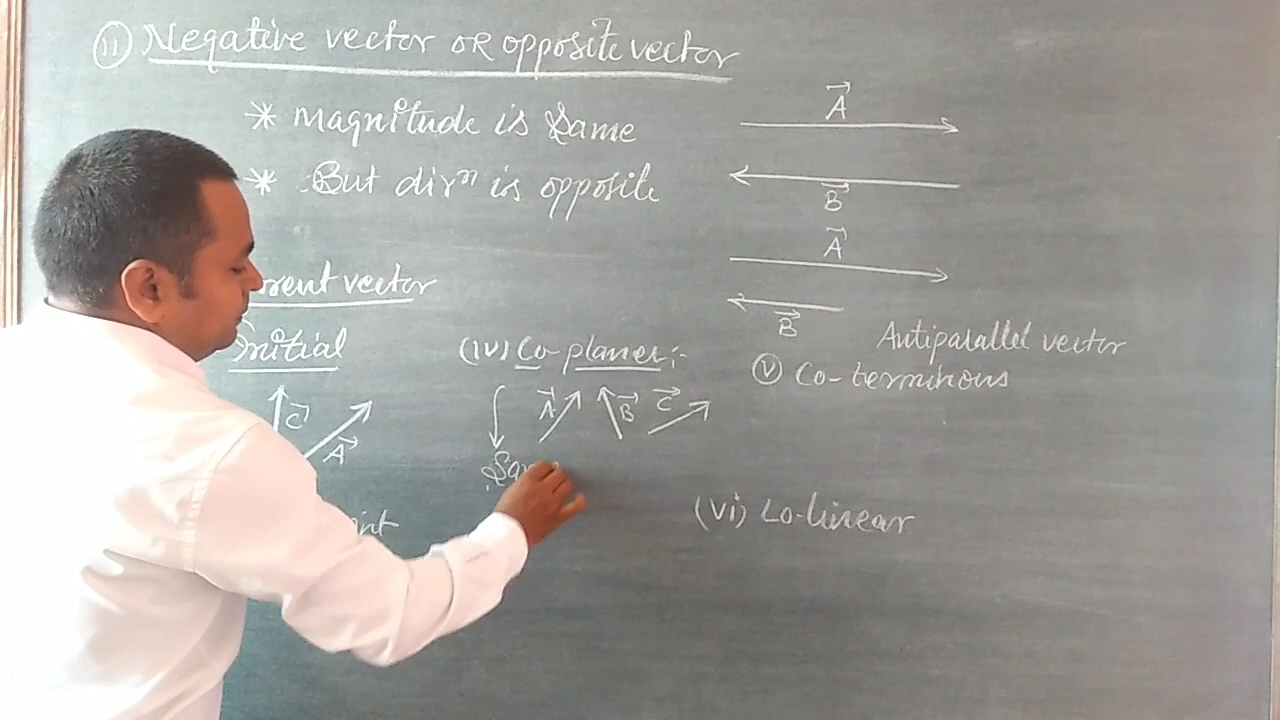 (ii) Negative vector OR opposite vector
* magnitude is Same
* But dirⁿ is opposite
A
B
A
B
Antiparallel vector
vector
Initial
C
A
(iv) Co-planer:-
A B C
(v) Co-terminous
(vi) Co-linear